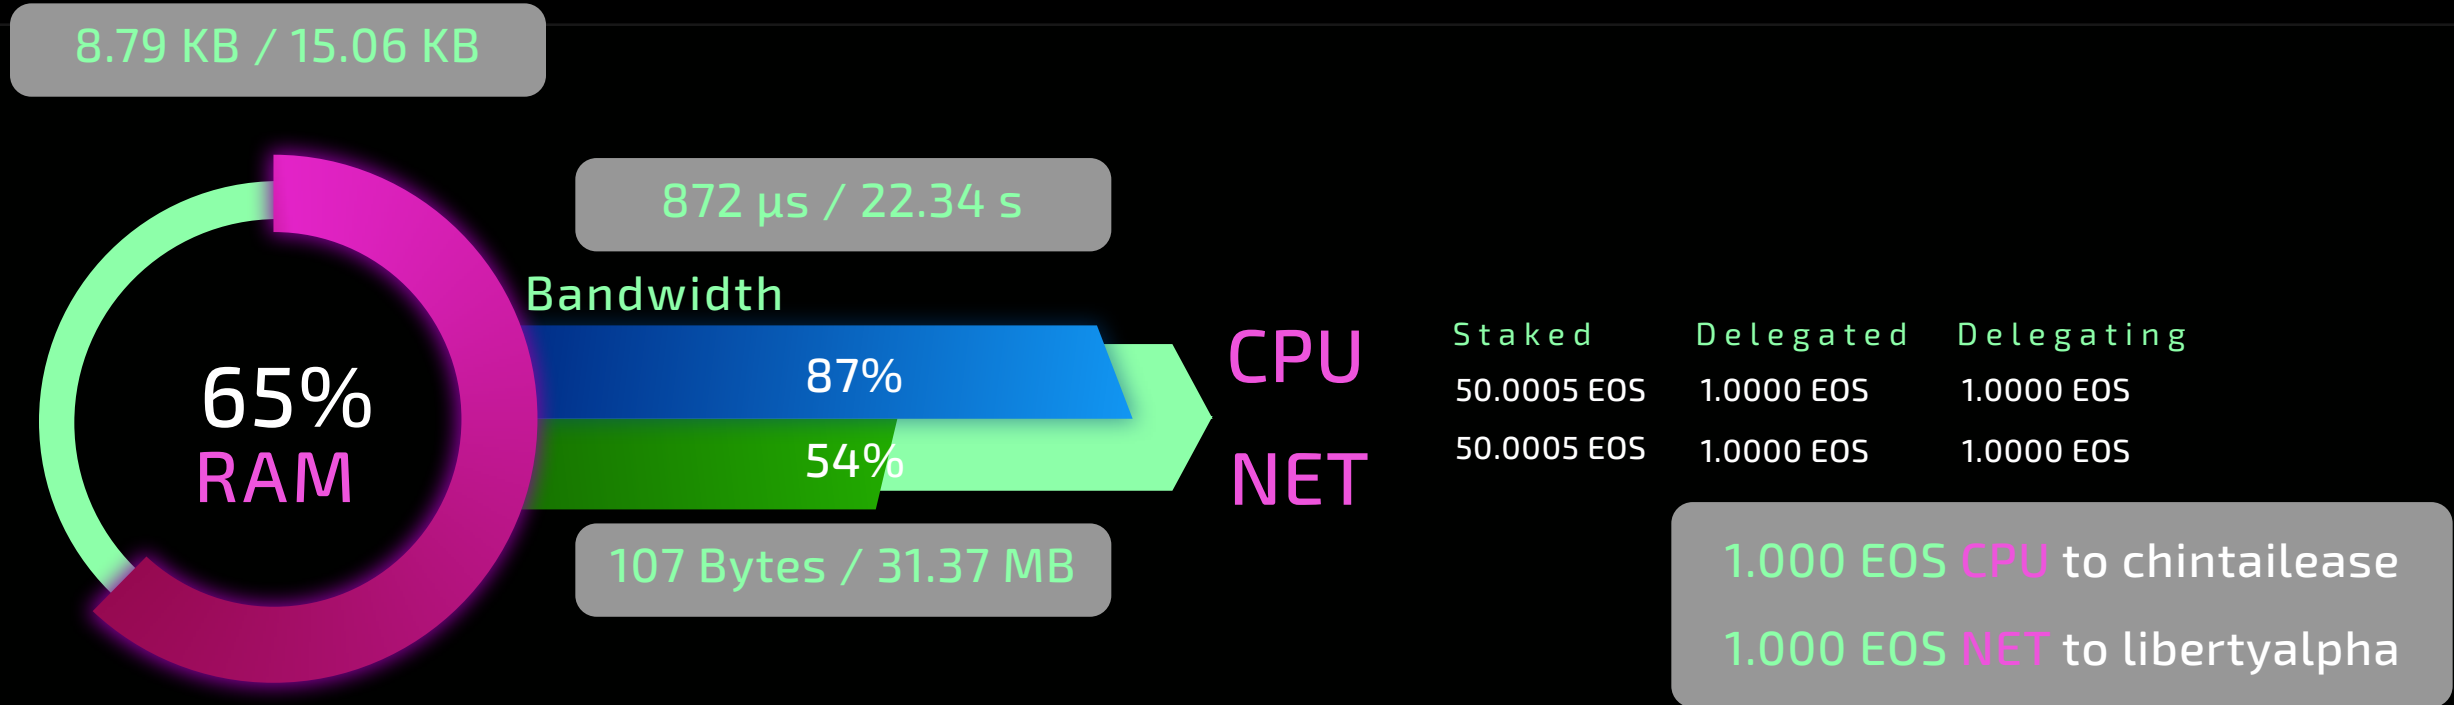 8.79 KB / 15.06 KB
872 µs / 22.34 s
Bandwidth
87%
54%
65%
RAM
107 Bytes / 31.37 MB
CPU
NET
Staked Delegated Delegating
50.0005 EOS 1.0000 EOS 1.0000 EOS
50.0005 EOS 1.0000 EOS 1.0000 EOS
1.000 EOS CPU to chintailease
1.000 EOS NET to libertyalpha